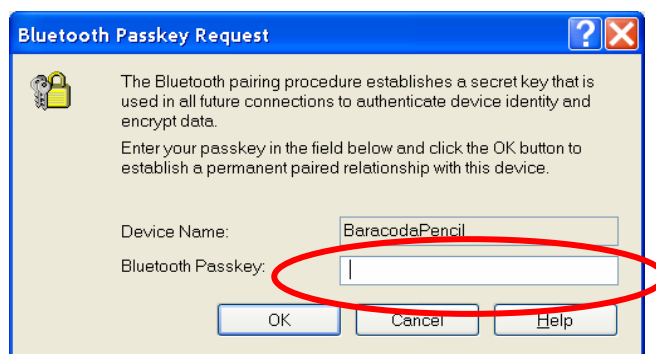 Bluetooth Passkey Request
The Bluetooth pairing procedure establishes a secret key that is
used in all future connections to authenticate device identity and
encrypt data.
Enter your passkey in the field below and click the OK button to
establish a permanent paired relationship with this device.
Device Name: BaracodaPencil
Bluetooth Passkey:
OK Cancel Help